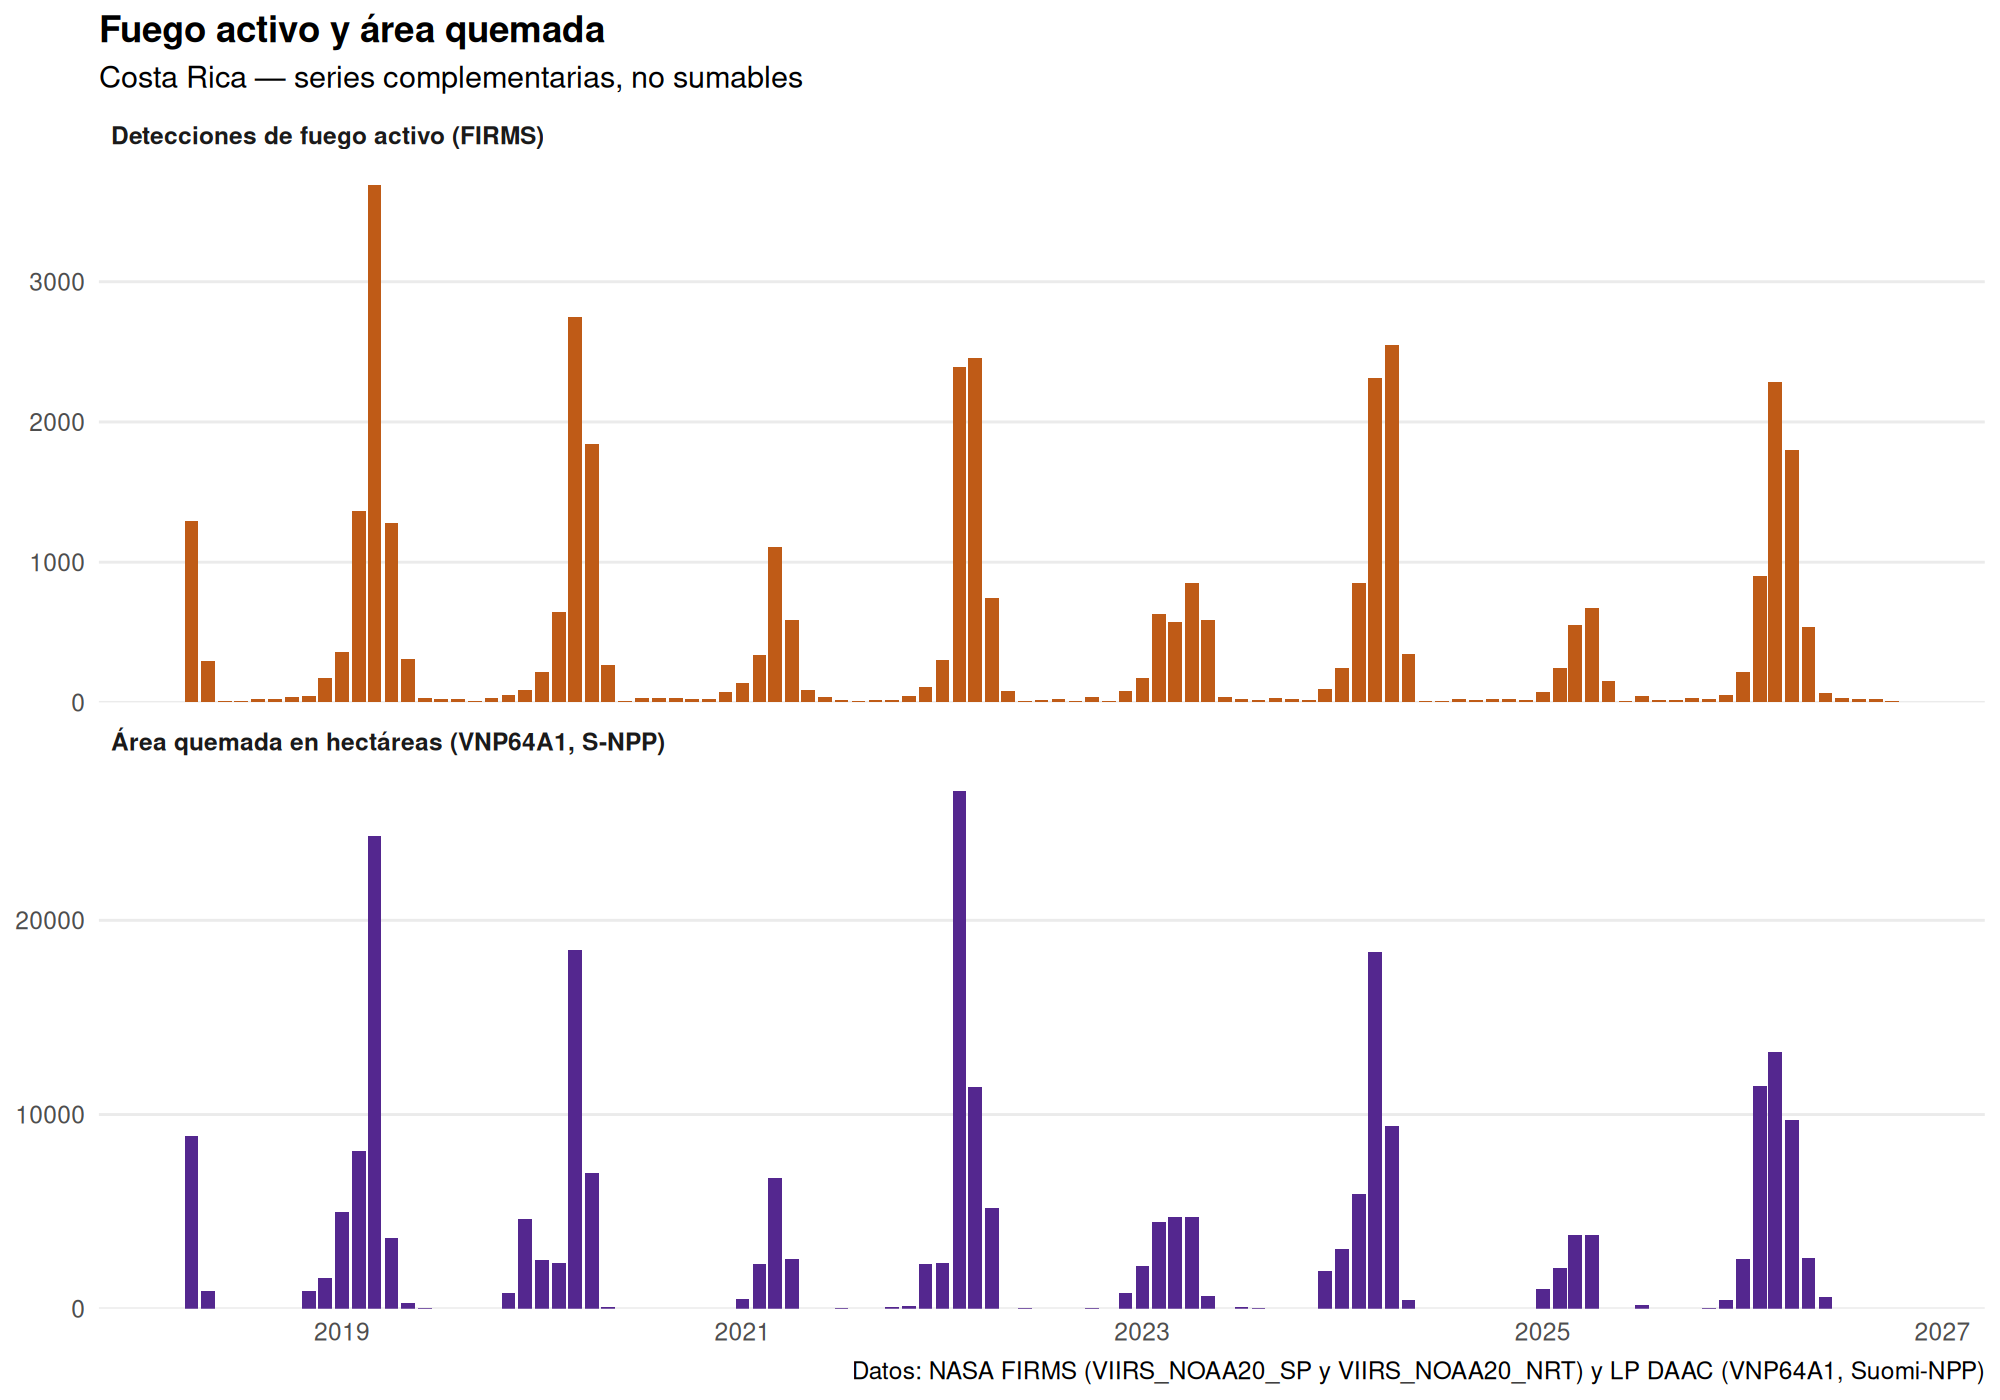 Fuego activo y área quemada
Costa Rica — series complementarias, no sumables
Detecciones de fuego activo (FIRMS)
3000
2000
1000
0
Área quemada en hectáreas (VNP64A1, S-NPP)
20000
10000
0
2019 2021 2023 2025 2027
Datos: NASA FIRMS (VIIRS_NOAA20_SP y VIIRS_NOAA20_NRT) y LP DAAC (VNP64A1, Suomi-NPP)